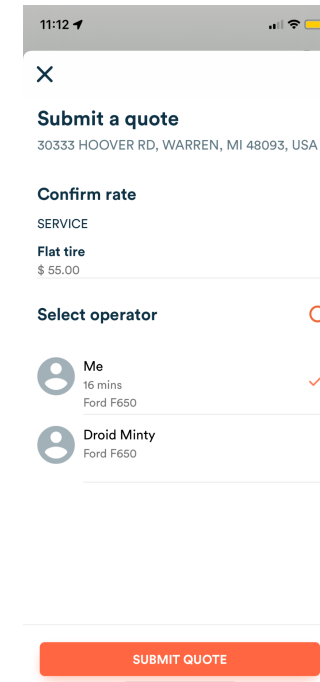 11:12
Submit a quote
30333 HOOVER RD, WARREN, MI 48093, USA
Confirm rate
SERVICE
Flat tire
$ 55.00
Select operator
Me
16 mins
Ford F650
Droid Minty
Ford F650
SUBMIT QUOTE